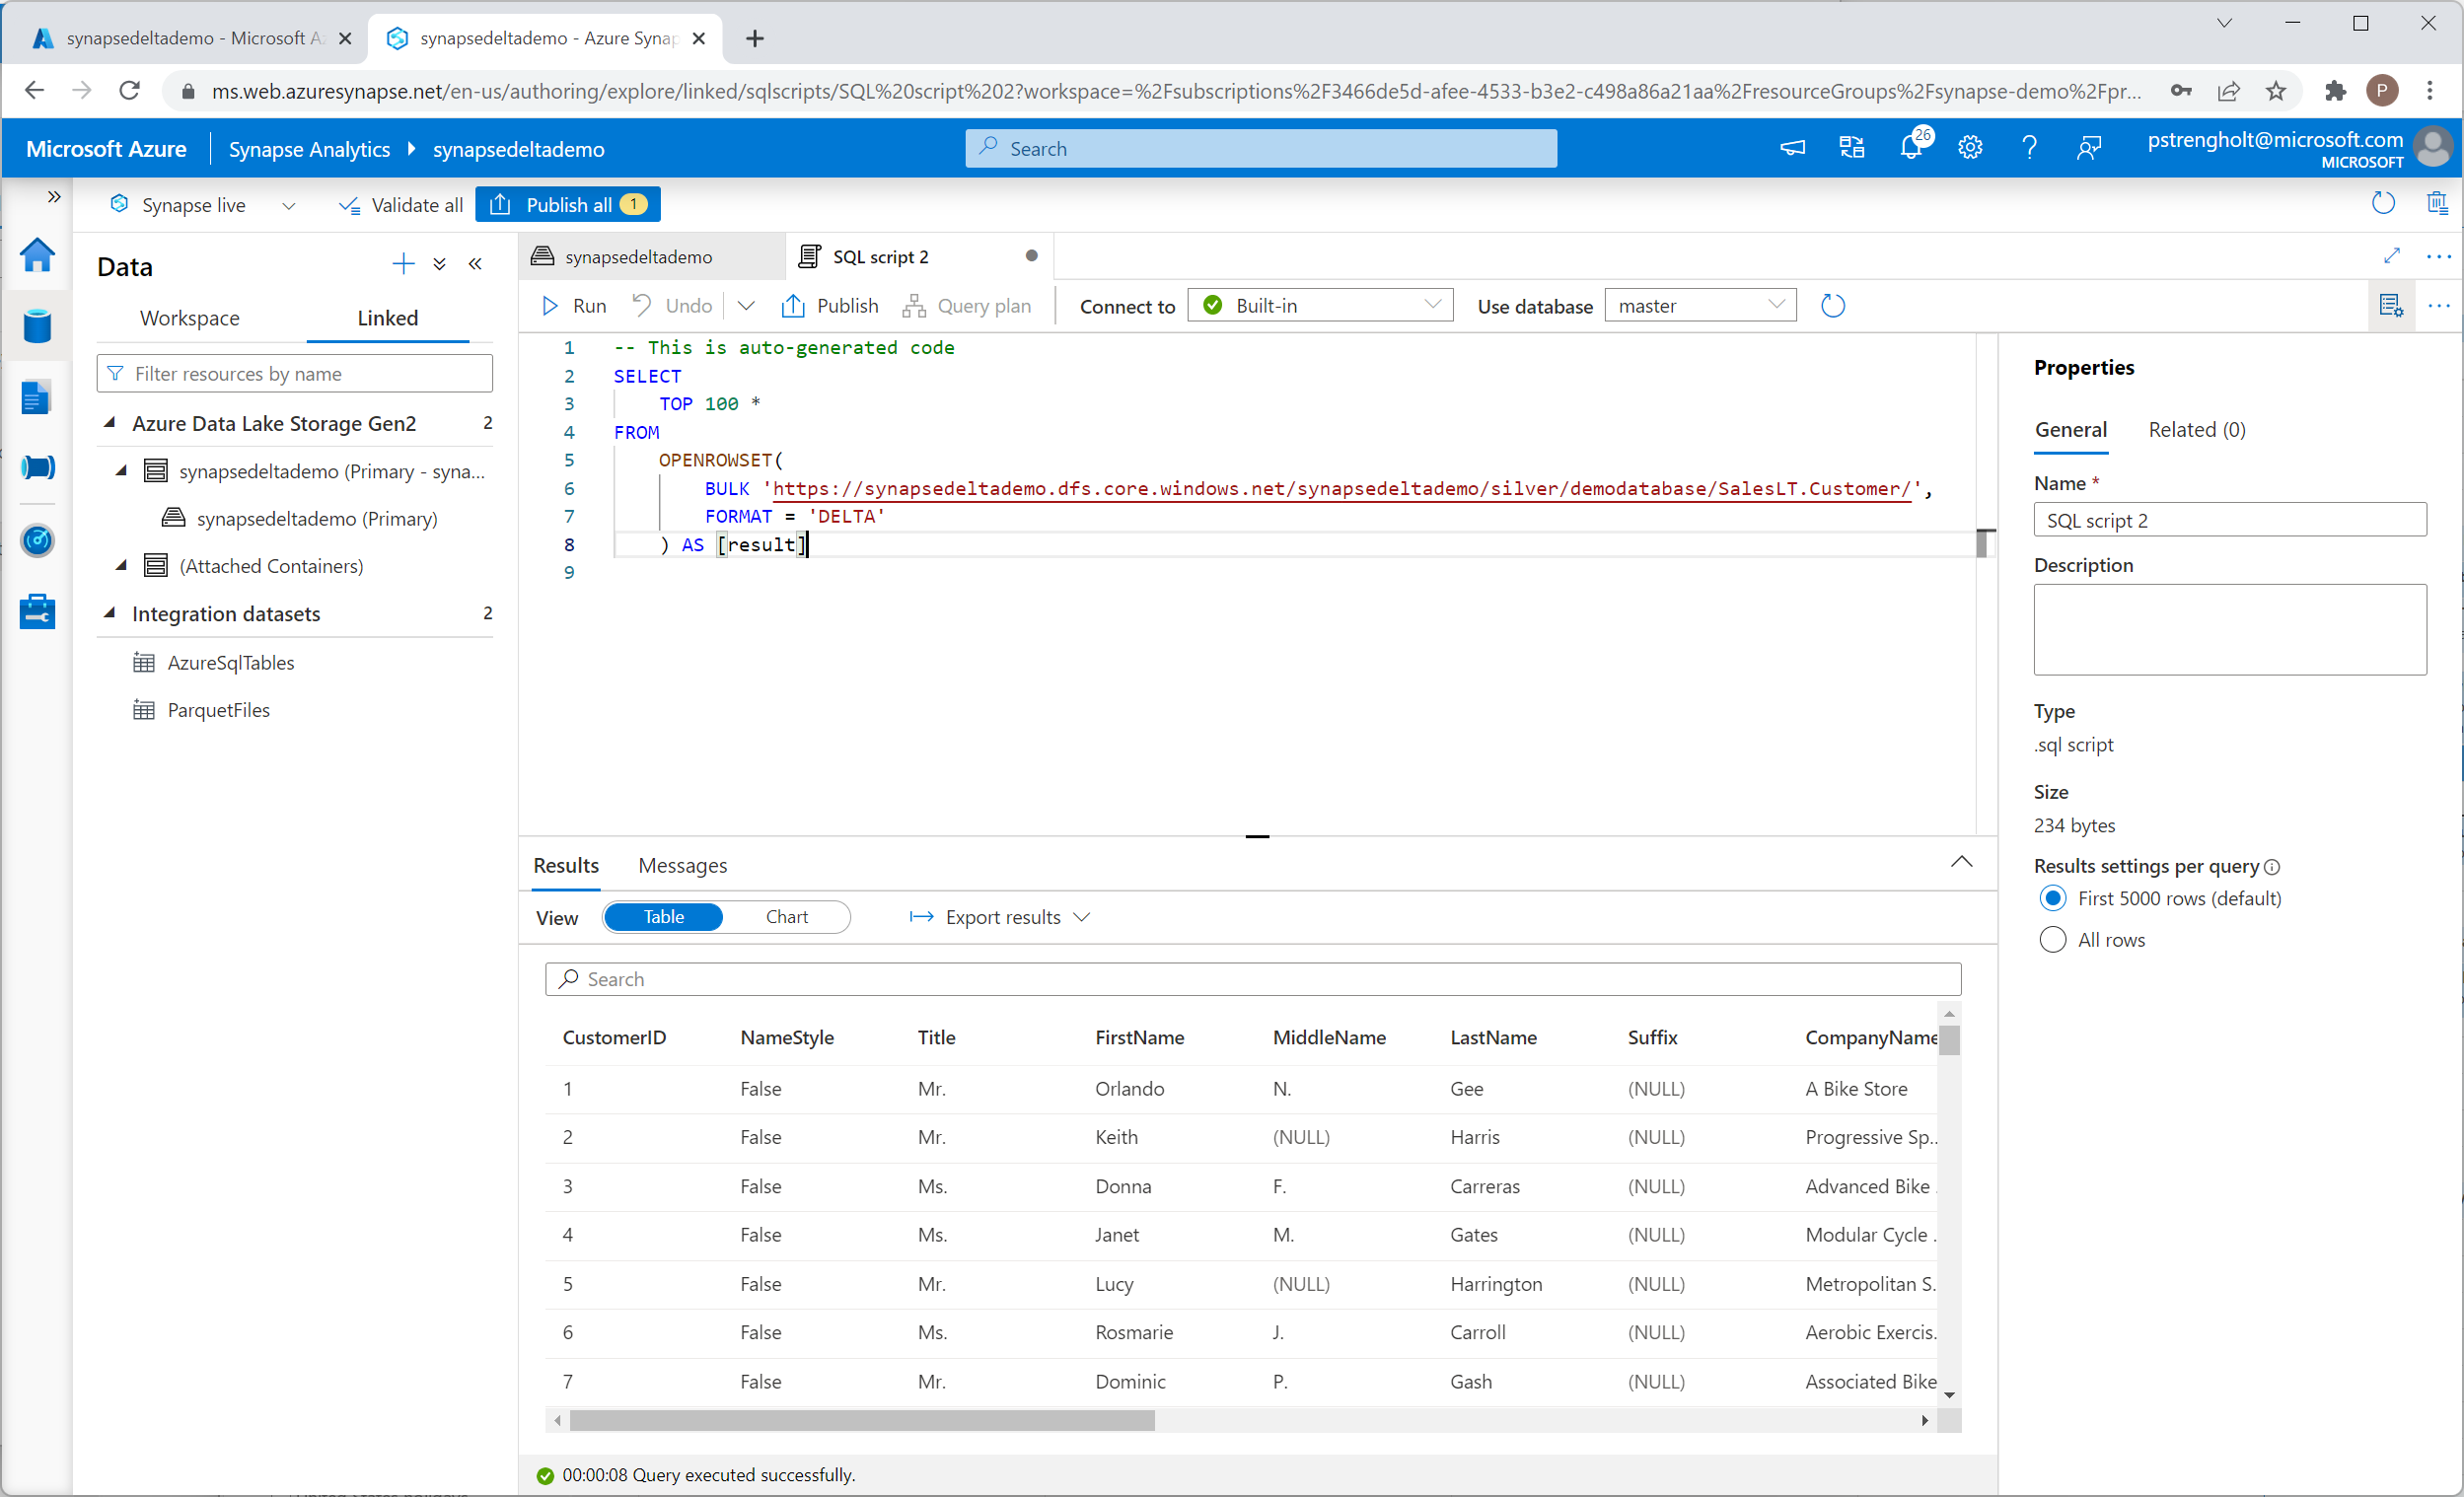 synapsedeltademo - Microsoft A
synapsedeltademo - Azure Synap
ms.web.azuresynapse.net/en-us/authoring/explore/linked/sqlscripts/SQL%20script%202?workspace=%2Fsubscriptions%2F3466de5d-afee-4533-b3e2-c498a86a21aa%2FresourceGroups%2Fsynapse-demo%2Fpr...
P
Microsoft Azure
Synapse Analytics
synapsedeltademo
Search
26
pstrengholt@microsoft.com
MICROSOFT
Synapse live
Validate all
Publish all 1
Data
Workspace
Linked
Filter resources by name
Azure Data Lake Storage Gen2 2
synapsedeltademo (Primary - syna...
synapsedeltademo (Primary)
(Attached Containers)
Integration datasets 2
AzureSqlTables
ParquetFiles
synapsedeltademo
SQL script 2
Run
Undo
Publish
Query plan
Connect to
Built-in
Use database
master
1 -- This is auto-generated code
2 SELECT
3 TOP 100 *
4 FROM
5 OPENROWSET(
6 BULK 'https://synapsedeltademo.dfs.core.windows.net/synapsedeltademo/silver/demodatabase/SalesLT.Customer/',
7 FORMAT = 'DELTA'
8 ) AS [result]
9
Properties
General
Related (0)
Name *
SQL script 2
Description
Type
.sql script
Size
234 bytes
Results settings per query
First 5000 rows (default)
All rows
Results
Messages
View
Table
Chart
Export results
Search
CustomerID NameStyle Title FirstName MiddleName LastName Suffix CompanyName
1 False Mr. Orlando N. Gee (NULL) A Bike Store
2 False Mr. Keith (NULL) Harris (NULL) Progressive Sp..
3 False Ms. Donna F. Carreras (NULL) Advanced Bike .
4 False Ms. Janet M. Gates (NULL) Modular Cycle .
5 False Mr. Lucy (NULL) Harrington (NULL) Metropolitan S.
6 False Ms. Rosmarie J. Carroll (NULL) Aerobic Exercis.
7 False Mr. Dominic P. Gash (NULL) Associated Bike
00:00:08 Query executed successfully.